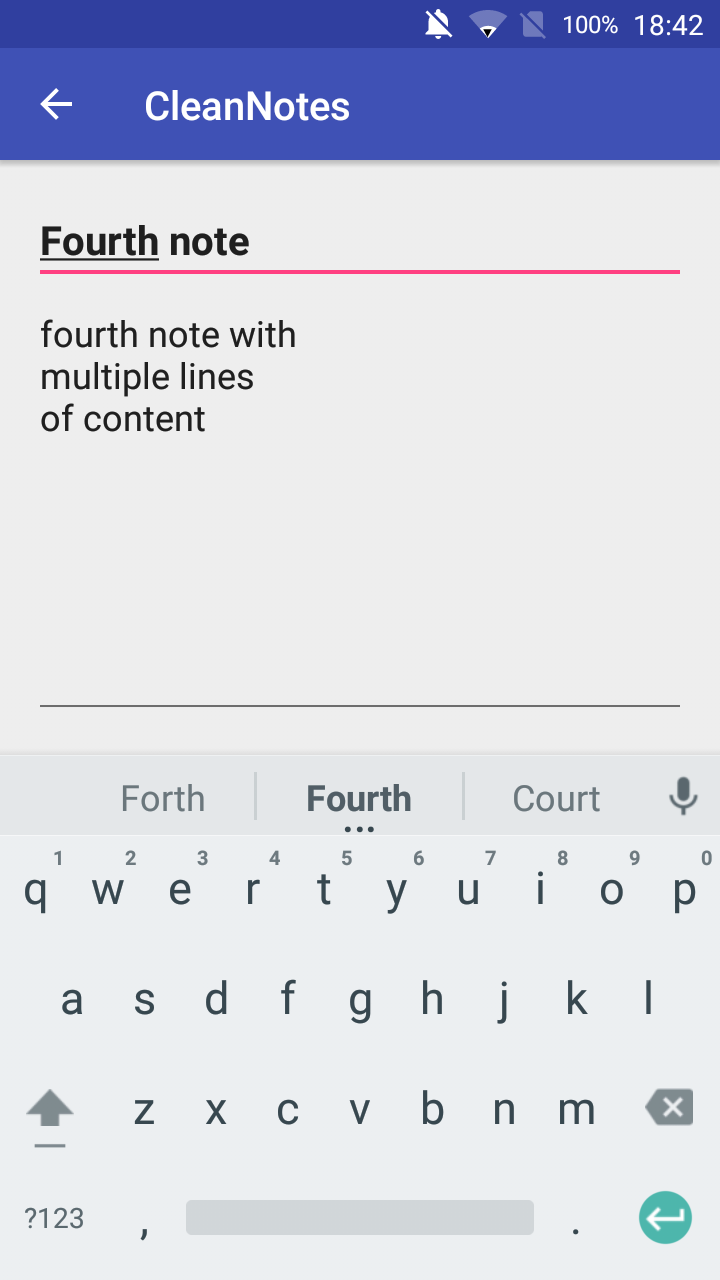 100% 18:42
CleanNotes
Fourth note
fourth note with
multiple lines
of content
Forth Fourth Court
1 2 3 4 5 6 7 8 9 0
q w e r t y u i o p
a s d f g h j k l
z x c v b n m
?123 , .